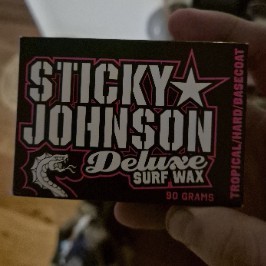 STICKY★
JOHNSON
Deluxe
SURF WAX
90 GRAMS
TROPICAL/HARD/BASECOAT